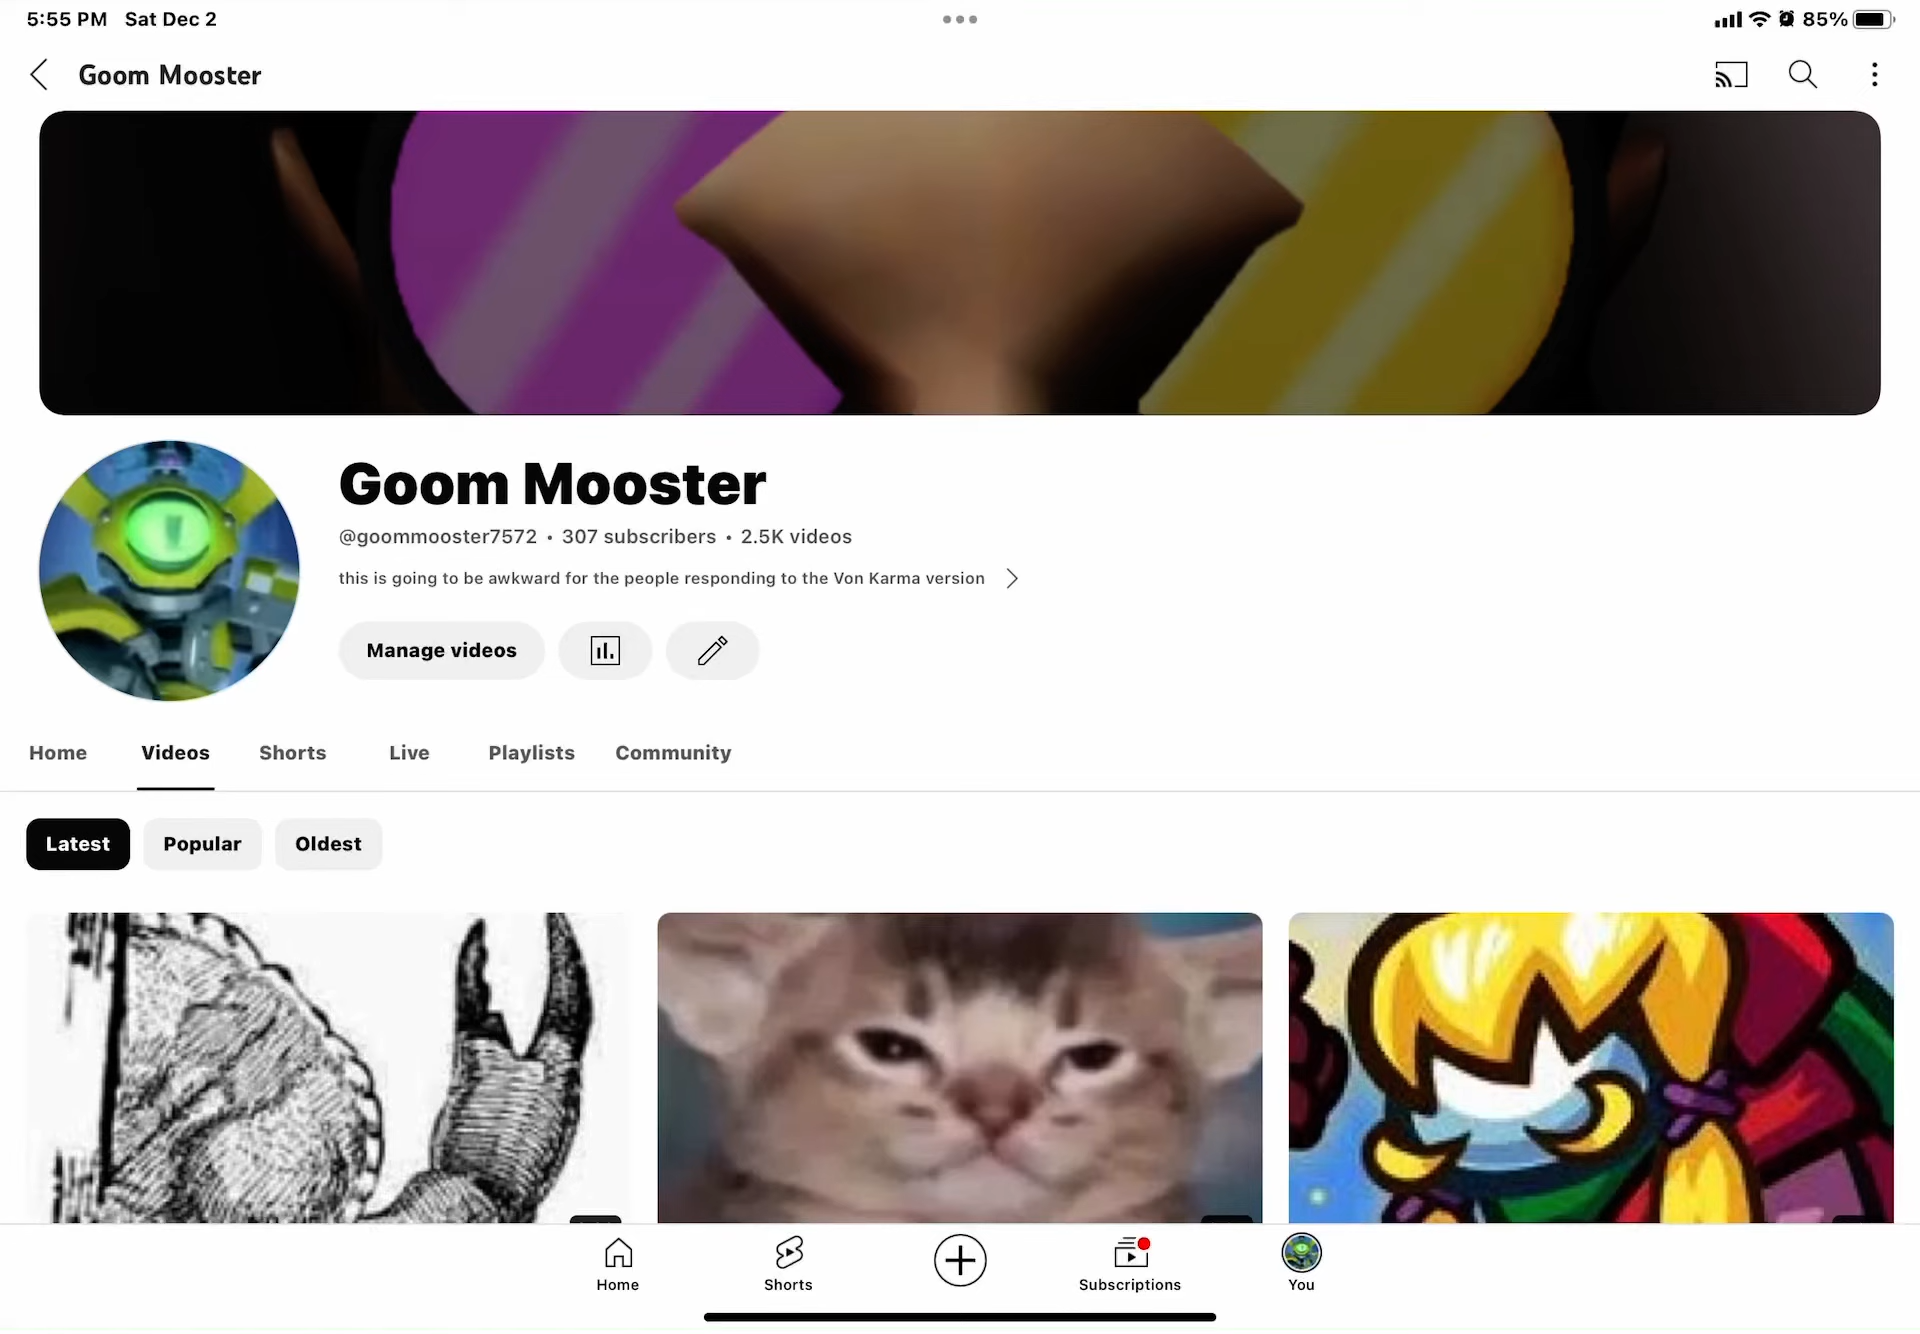 5:55 PM Sat Dec 2
85%
Goom Mooster
Goom Mooster
@goommooster7572 • 307 subscribers • 2.5K videos
this is going to be awkward for the people responding to the Von Karma version
Manage videos
Home Videos Shorts Live Playlists Community
Latest Popular Oldest
Home Shorts Subscriptions You